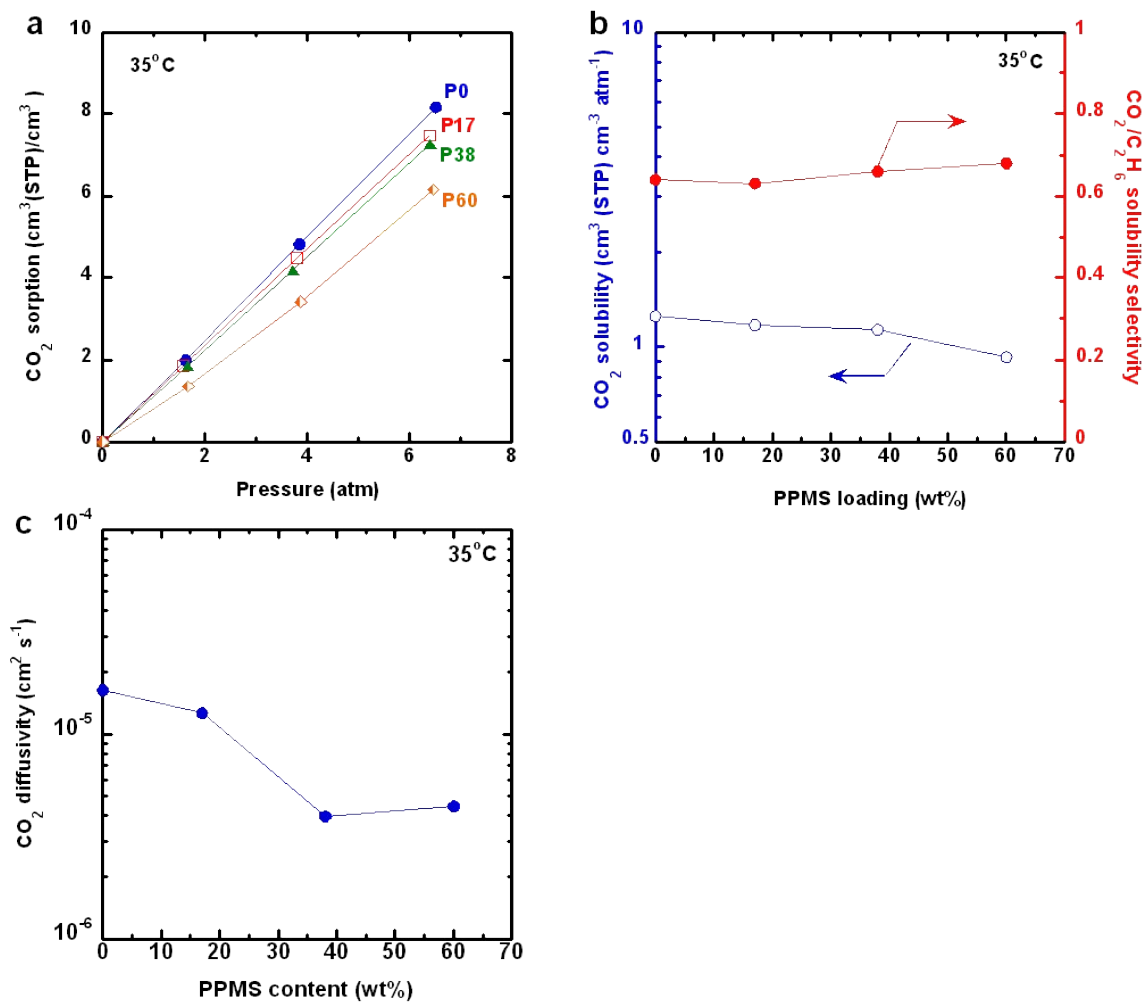 a
35°C
10
8
6
4
2
0
CO₂ sorption (cm³(STP)/cm³)
P0
P17
P38
P60
0 2 4 6 8
Pressure (atm)
b
35°C
10
1
0.5
CO₂ solubility (cm³ (STP) cm⁻³ atm⁻¹)
1
0.8
0.6
0.4
0.2
0
CO₂/C₂H₆ solubility selectivity
0 10 20 30 40 50 60 70
PPMS loading (wt%)
c
35°C
10⁻⁴
10⁻⁵
10⁻⁶
CO₂ diffusivity (cm² s⁻¹)
0 10 20 30 40 50 60 70
PPMS content (wt%)